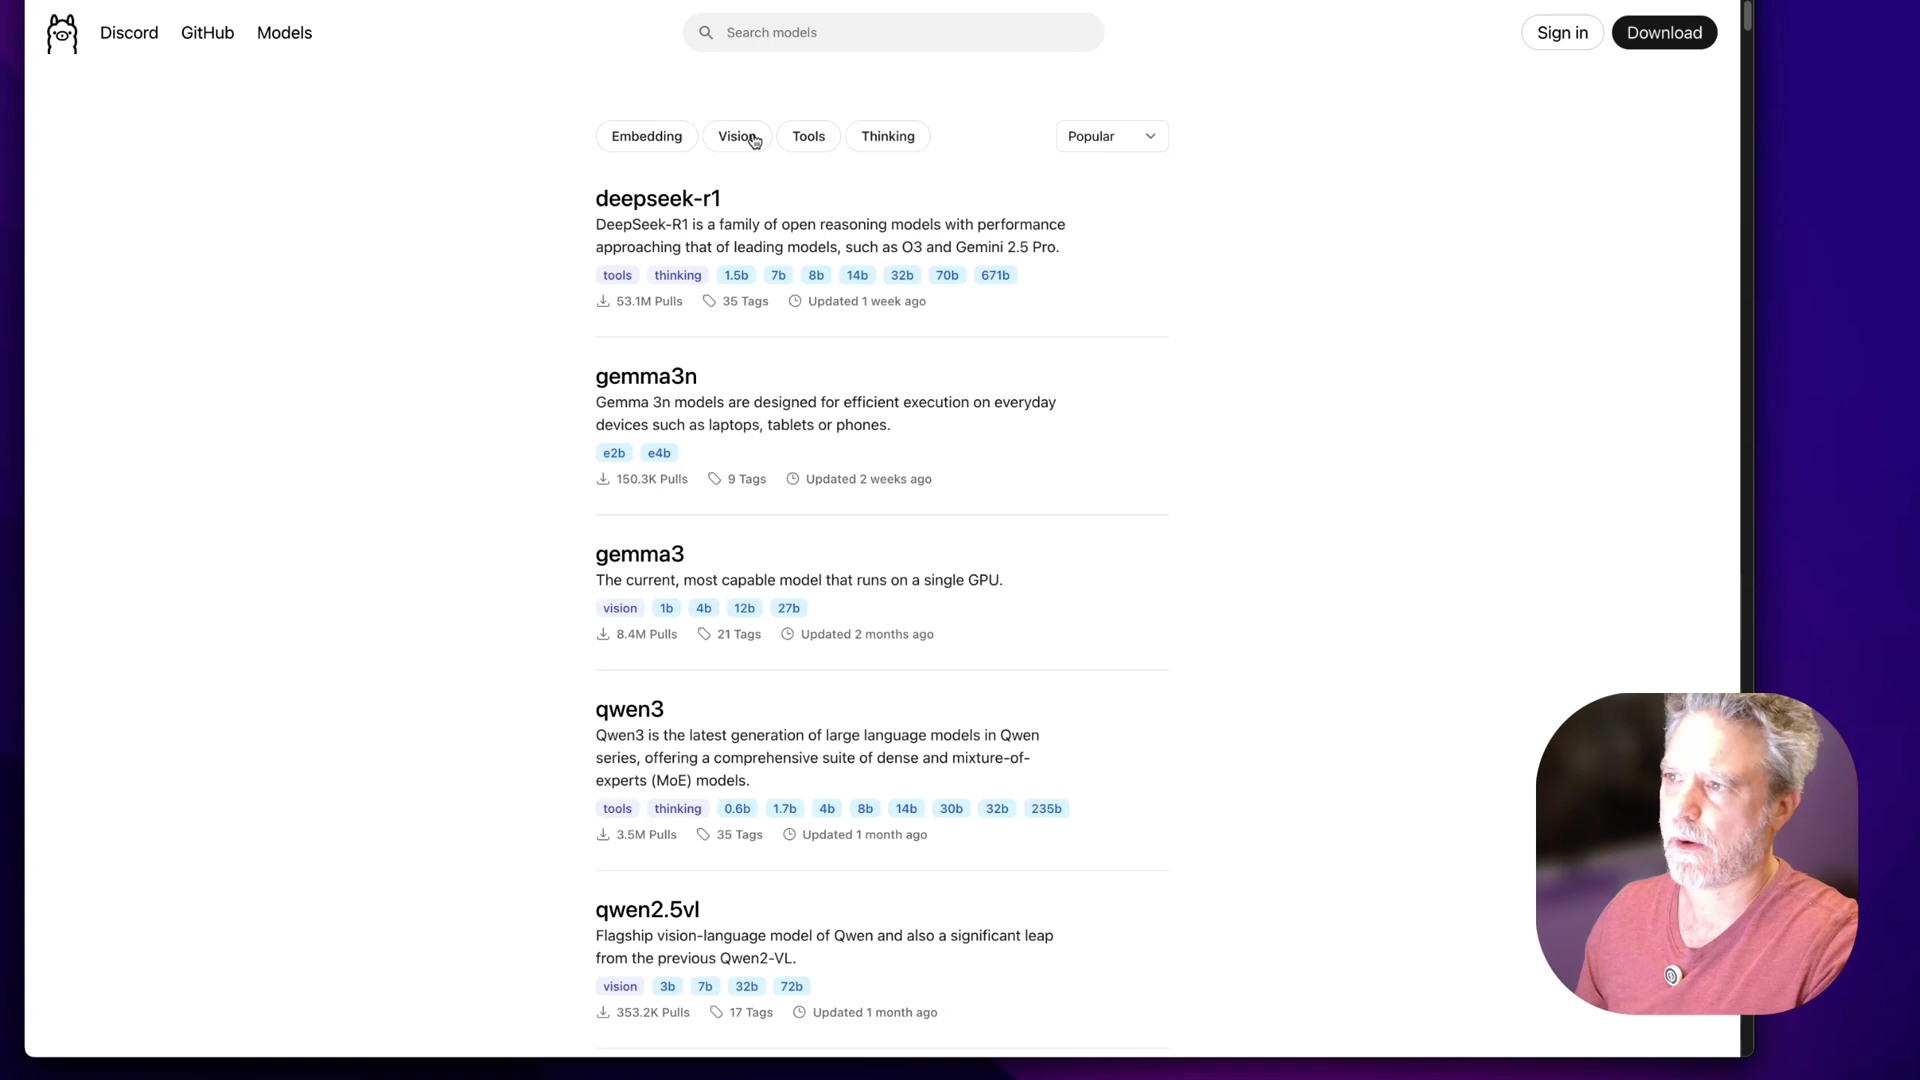 Discord GitHub Models Search models Sign in Download
Embedding Vision Tools Thinking Popular
deepseek-r1
DeepSeek-R1 is a family of open reasoning models with performance
approaching that of leading models, such as O3 and Gemini 2.5 Pro.
tools thinking 1.5b 7b 8b 14b 32b 70b 671b
53.1M Pulls 35 Tags Updated 1 week ago
gemma3n
Gemma 3n models are designed for efficient execution on everyday
devices such as laptops, tablets or phones.
e2b e4b
150.3K Pulls 9 Tags Updated 2 weeks ago
gemma3
The current, most capable model that runs on a single GPU.
vision 1b 4b 12b 27b
8.4M Pulls 21 Tags Updated 2 months ago
qwen3
Qwen3 is the latest generation of large language models in Qwen
series, offering a comprehensive suite of dense and mixture-of-
experts (MoE) models.
tools thinking 0.6b 1.7b 4b 8b 14b 30b 32b 235b
3.5M Pulls 35 Tags Updated 1 month ago
qwen2.5vl
Flagship vision-language model of Qwen and also a significant leap
from the previous Qwen2-VL.
vision 3b 7b 32b 72b
353.2K Pulls 17 Tags Updated 1 month ago